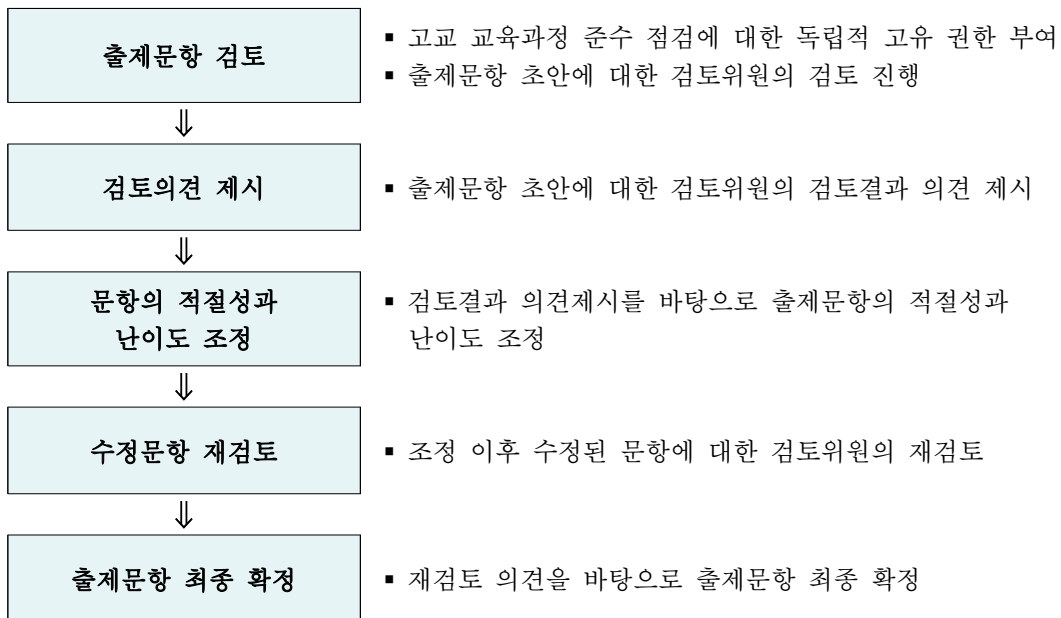 출제문항 검토
▪ 고교 교육과정 준수 점검에 대한 독립적 고유 권한 부여
▪ 출제문항 초안에 대한 검토위원의 검토 진행
⇓
검토의견 제시
▪ 출제문항 초안에 대한 검토위원의 검토결과 의견 제시
⇓
문항의 적절성과
난이도 조정
▪ 검토결과 의견제시를 바탕으로 출제문항의 적절성과
난이도 조정
⇓
수정문항 재검토
▪ 조정 이후 수정된 문항에 대한 검토위원의 재검토
⇓
출제문항 최종 확정
▪ 재검토 의견을 바탕으로 출제문항 최종 확정